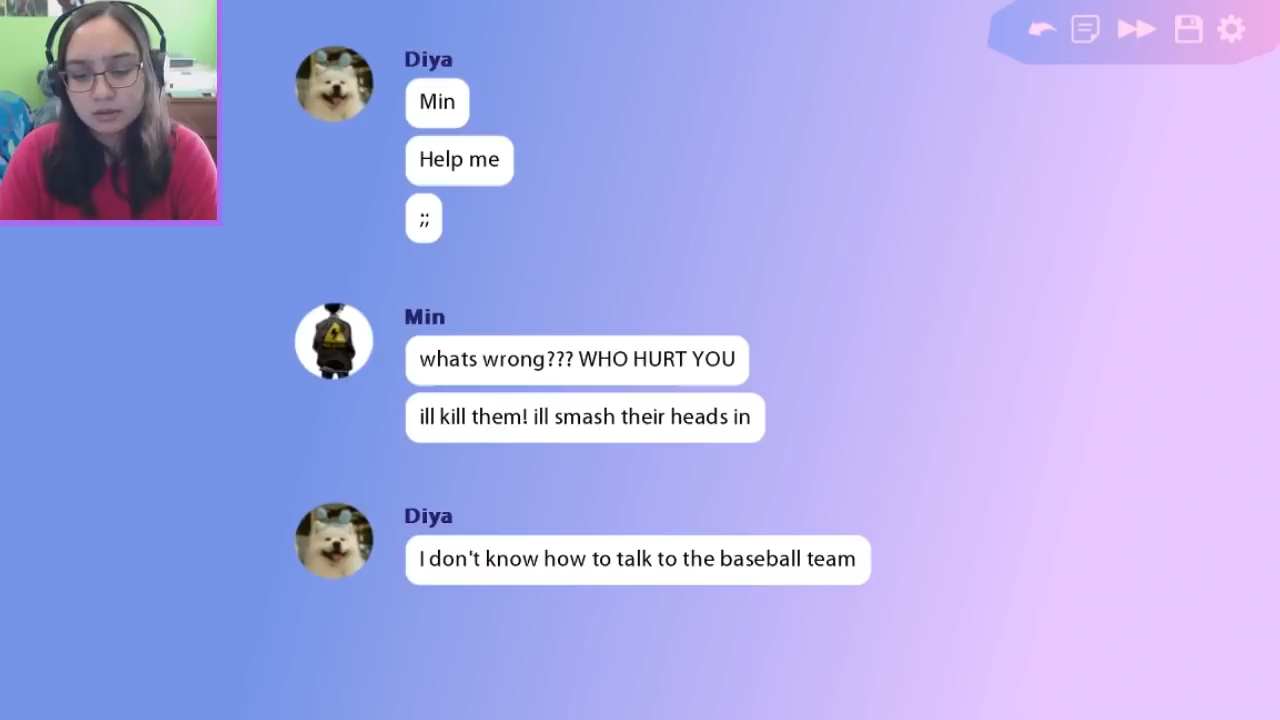 Diya
Min
Help me
;;
Min
whats wrong??? WHO HURT YOU
ill kill them! ill smash their heads in
Diya
I don't know how to talk to the baseball team